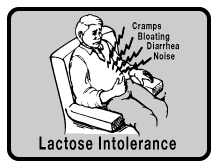 Cramps
Bloating
Diarrhea
Noise
Lactose Intolerance